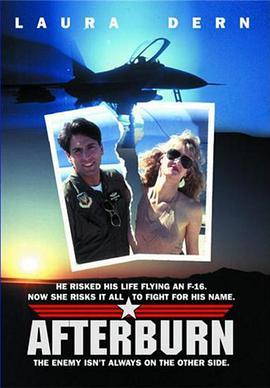 LAURA DERN
HE RISKED HIS LIFE FLYING AN F-16.
NOW SHE RISKS IT ALL TO FIGHT FOR HIS NAME.
AFTERBURN
THE ENEMY ISN'T ALWAYS ON THE OTHER SIDE.